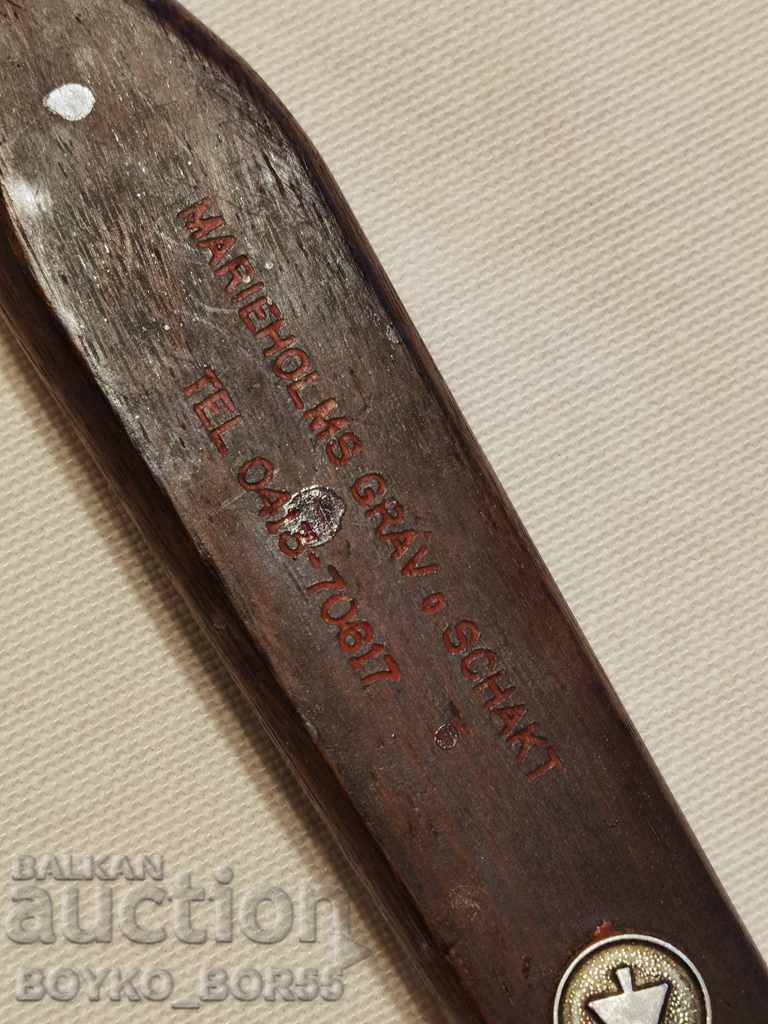 MARIEHOLMS GRÄV o. SCHAKT
TEL. 0413-70617
BALKAN
auction
BOYKO_BOR55